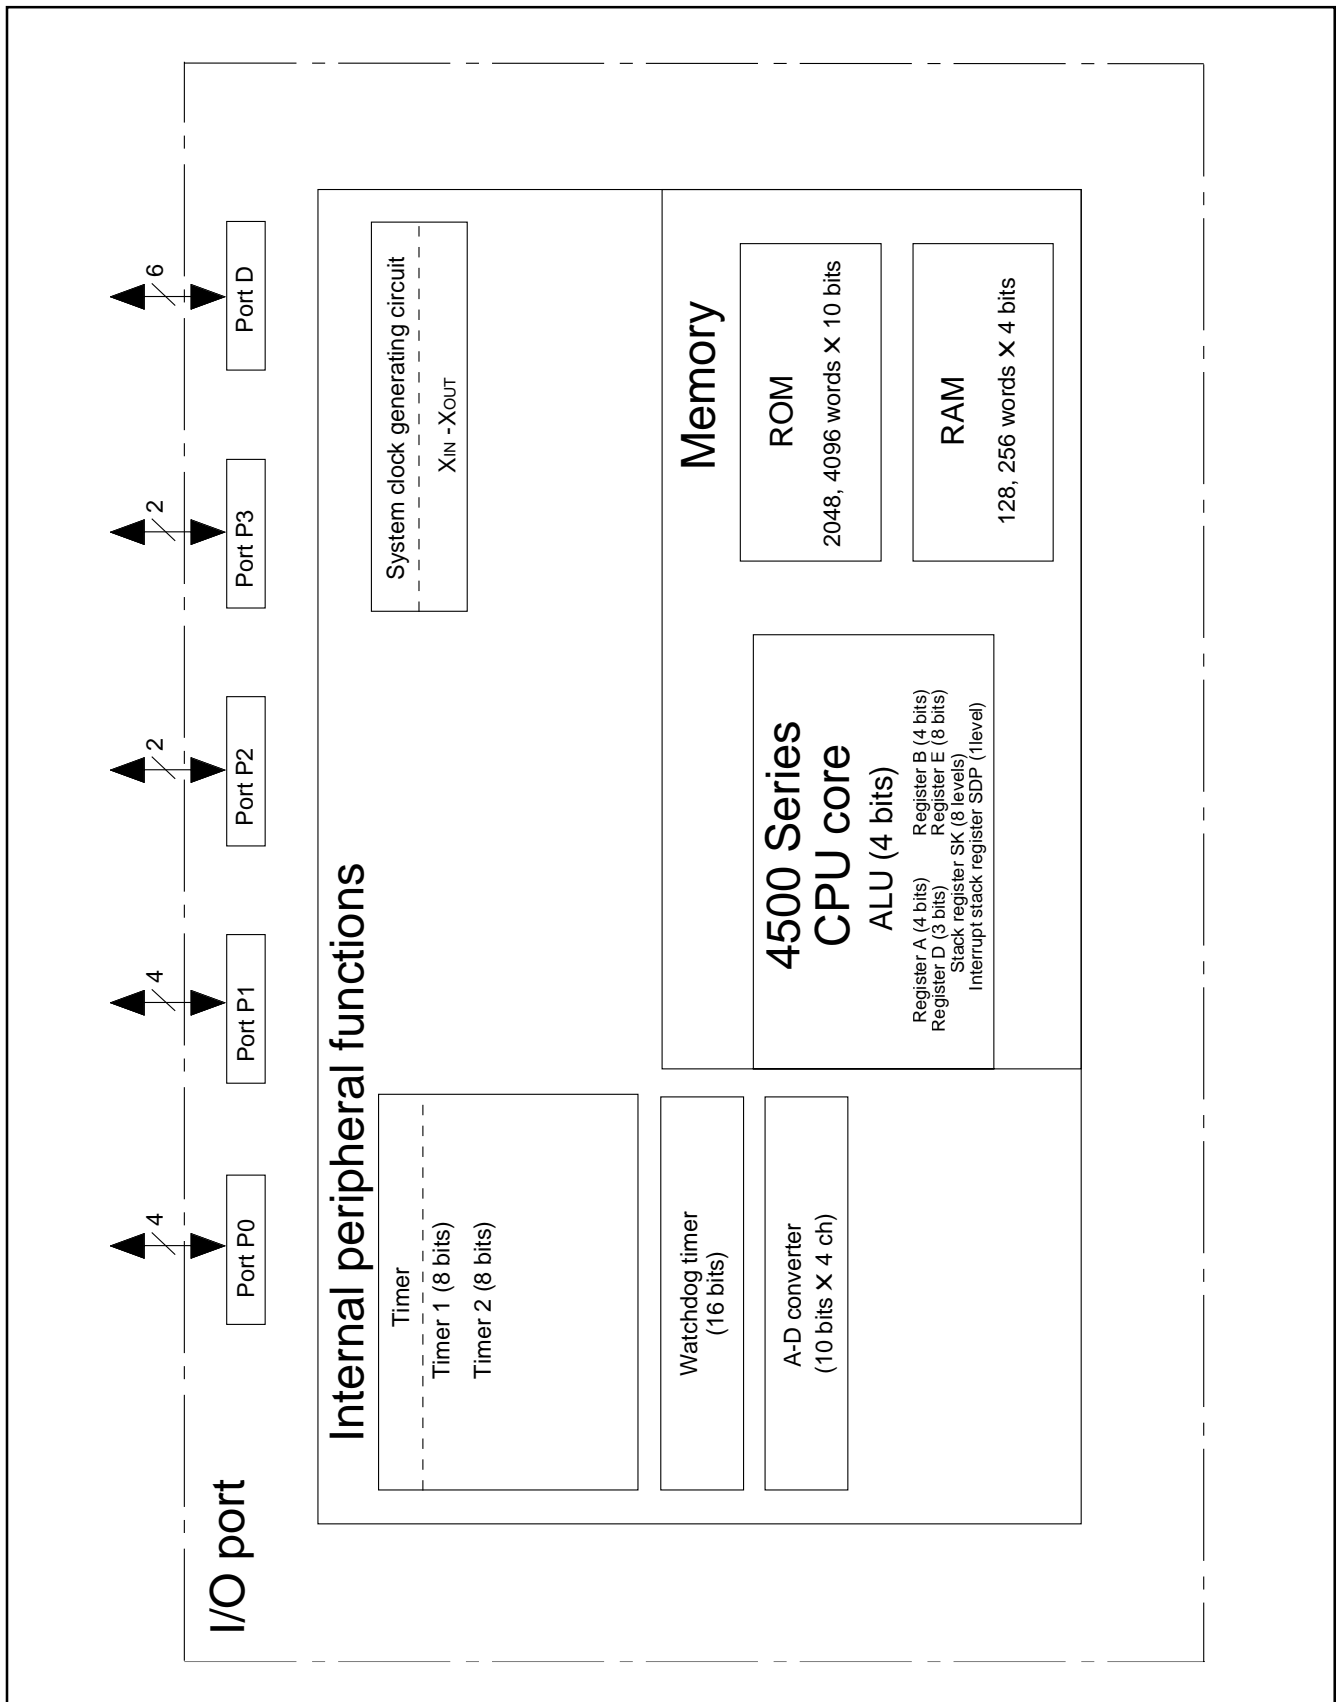 4
4
2
2
6
I/O port
Port P0
Port P1
Port P2
Port P3
Port D
Internal peripheral functions
Timer
Timer 1 (8 bits)
Timer 2 (8 bits)
System clock generating circuit
XIN -XOUT
Watchdog timer
(16 bits)
A-D converter
(10 bits X 4 ch)
4500 Series
CPU core
ALU (4 bits)
Register A (4 bits) Register B (4 bits)
Register D (3 bits) Register E (8 bits)
Stack register SK (8 levels)
Interrupt stack register SDP (1level)
Memory
ROM
2048, 4096 words X 10 bits
RAM
128, 256 words X 4 bits